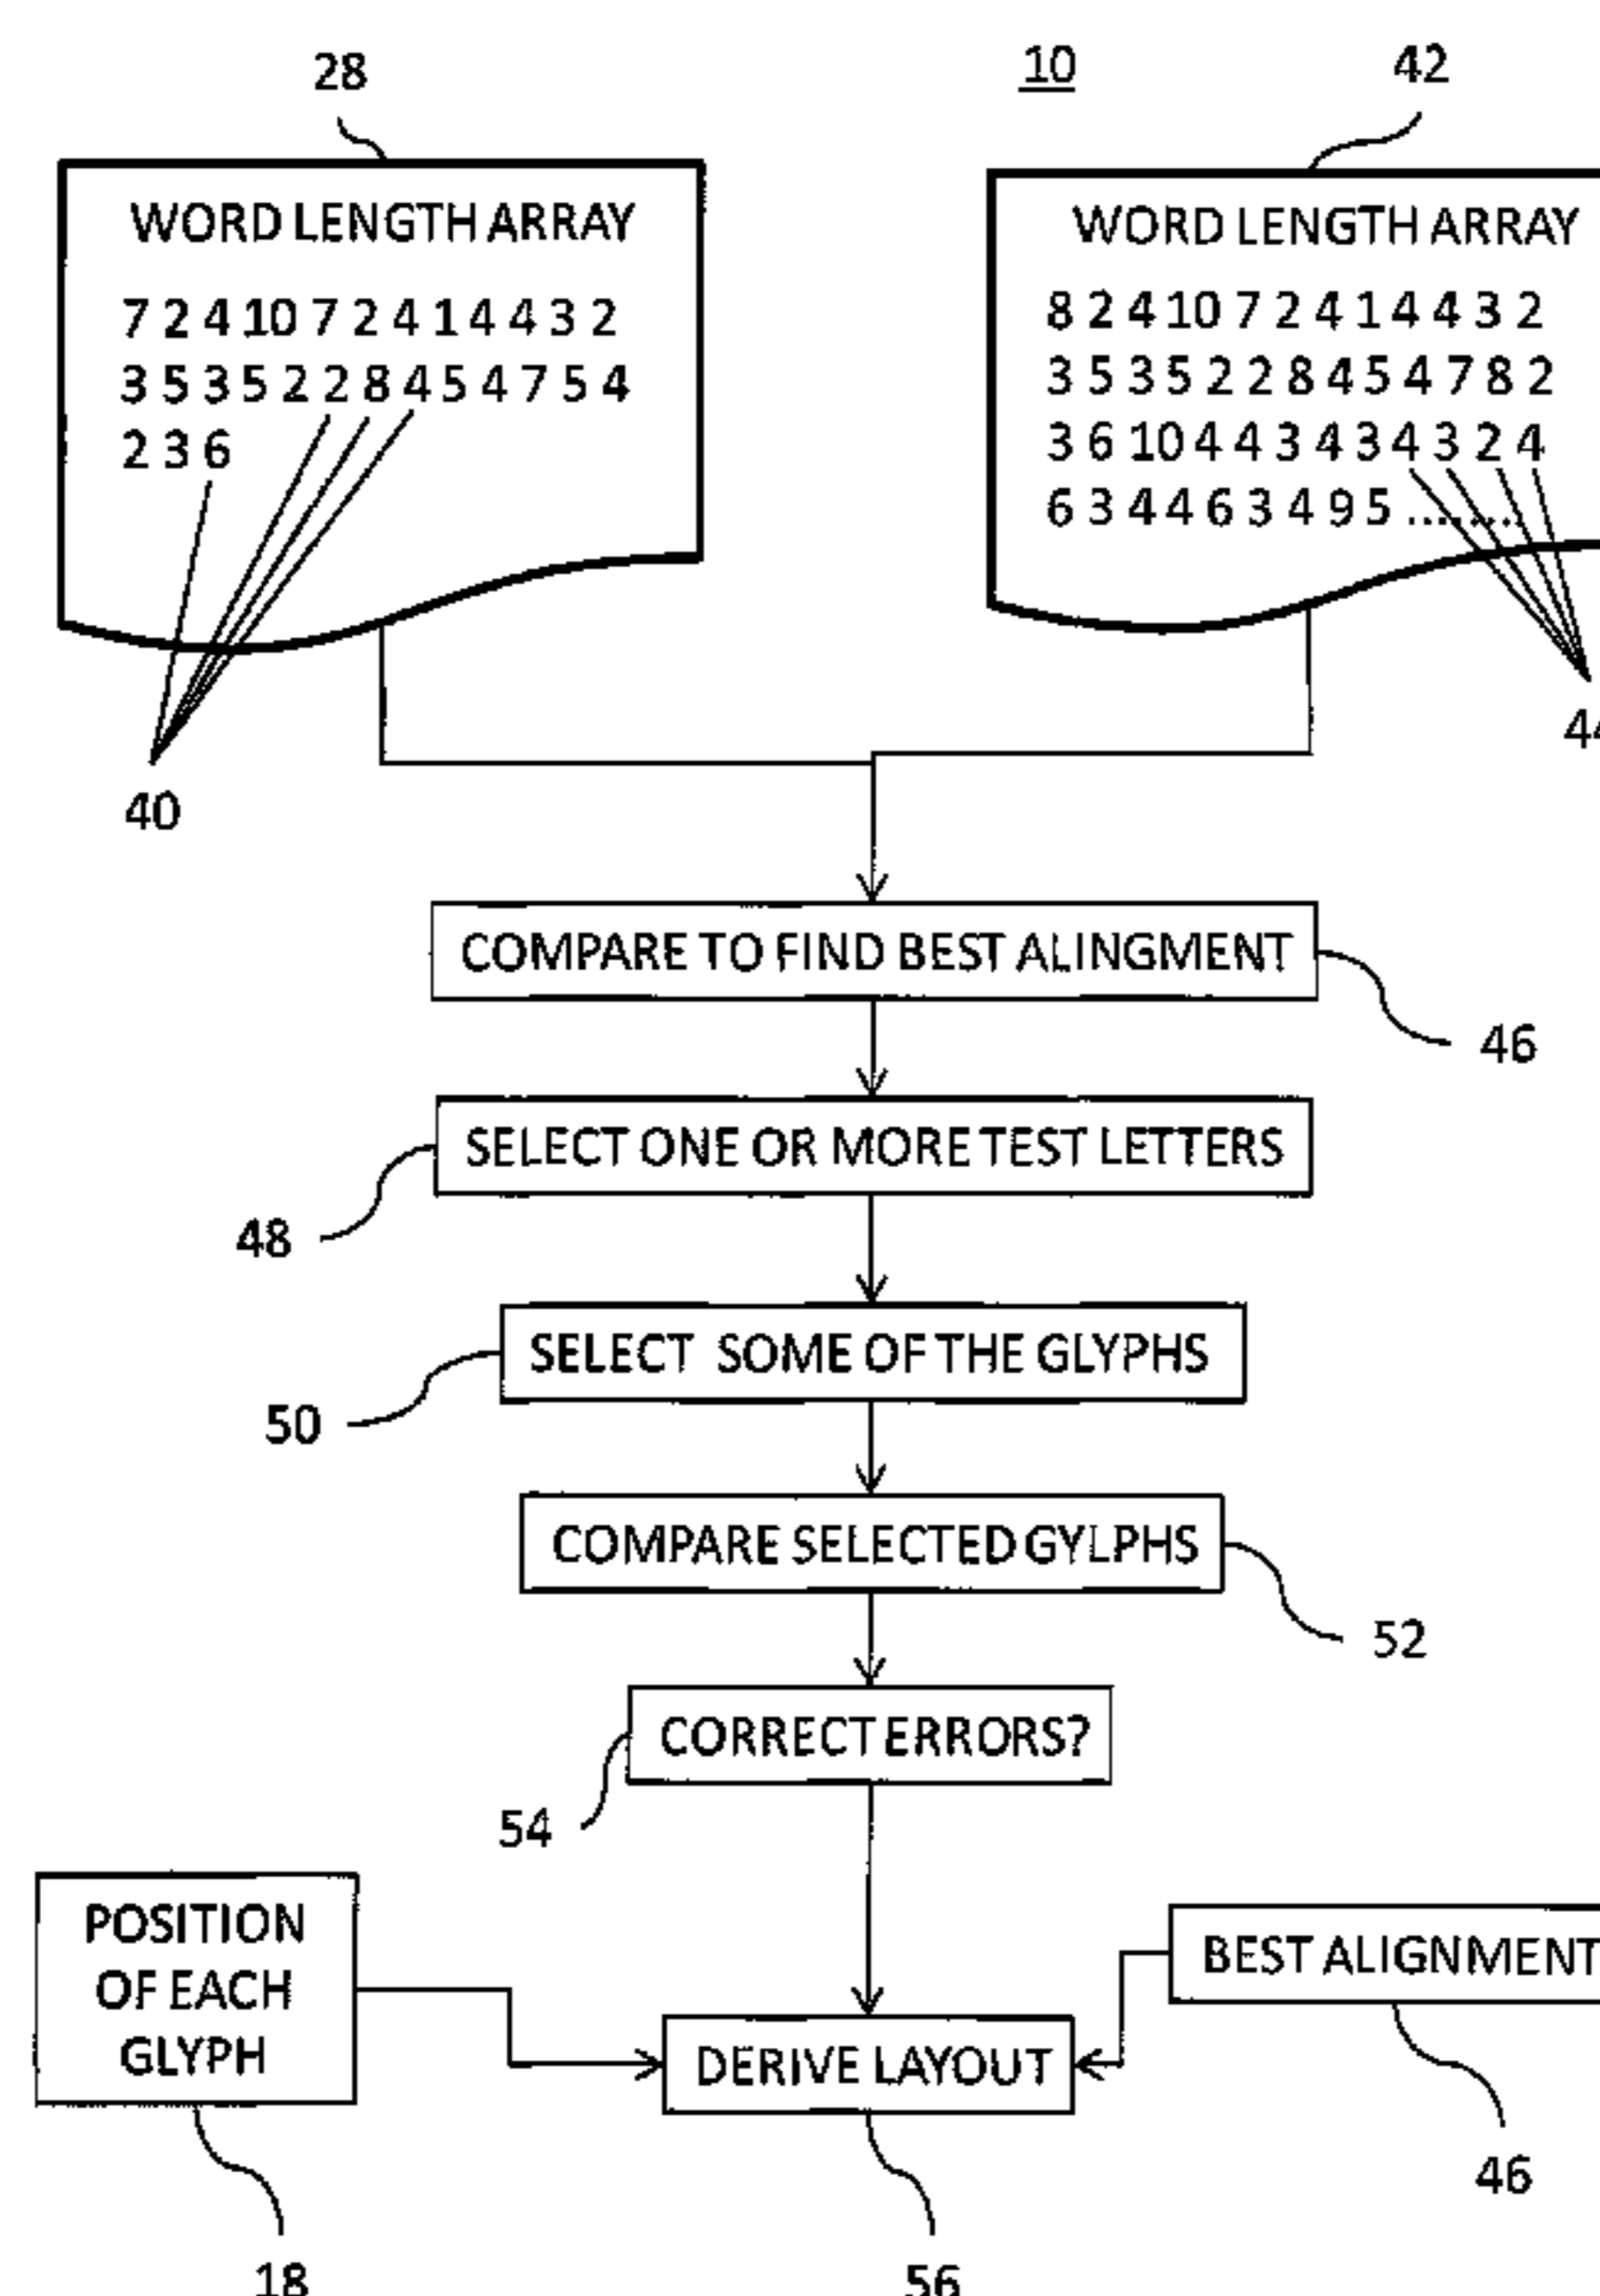 28
10
42
WORD LENGTH ARRAY
7 2 4 10 7 2 4 1 4 4 3 2
3 5 3 5 2 2 8 4 5 4 7 5 4
2 3 6
WORD LENGTH ARRAY
8 2 4 10 7 2 4 1 4 4 3 2
3 5 3 5 2 2 8 4 5 4 7 8 2
3 6 10 4 4 3 4 3 4 3 2 4
6 3 4 4 6 3 4 9 5 .........
44
40
COMPARE TO FIND BEST ALINGMENT
46
SELECT ONE OR MORE TEST LETTERS
48
SELECT SOME OF THE GLYPHS
50
COMPARE SELECTED GYLPHS
52
CORRECT ERRORS?
54
POSITION
OF EACH
GLYPH
BEST ALIGNMENT
DERIVE LAYOUT
46
18
56